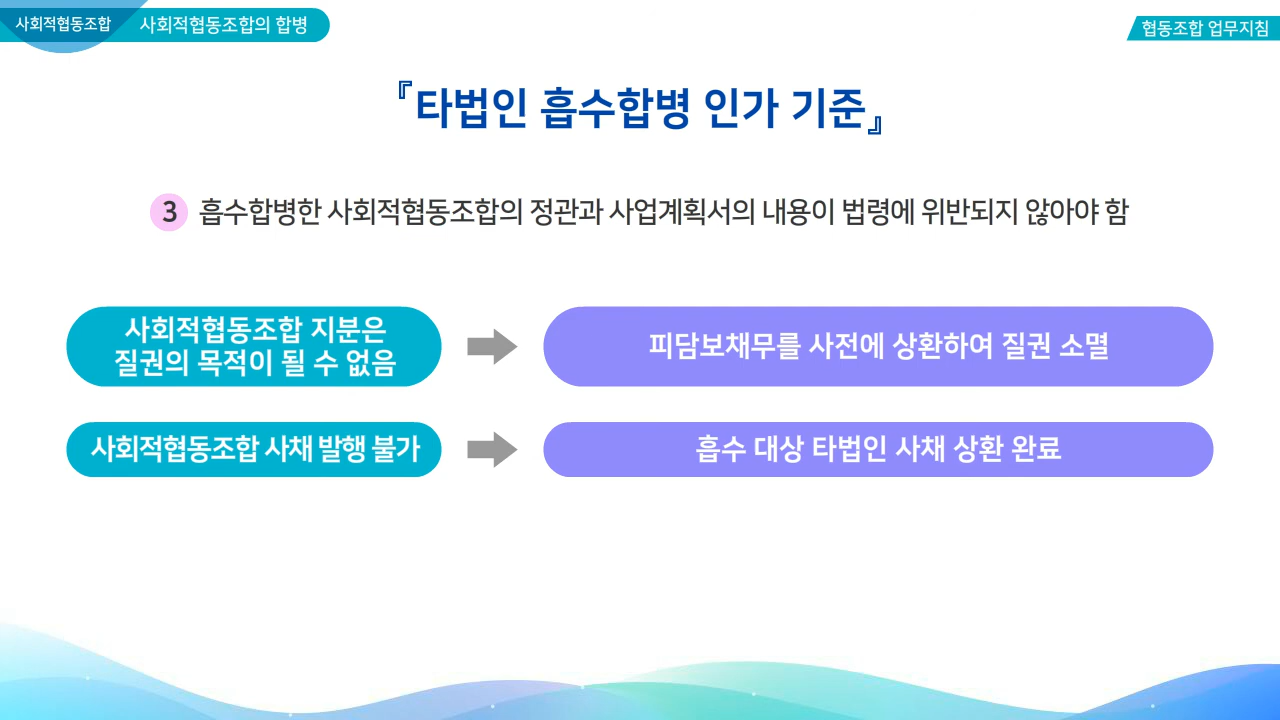 사회적협동조합
사회적협동조합의 합병
협동조합 업무지침
『타법인 흡수합병 인가 기준』
3 흡수합병한 사회적협동조합의 정관과 사업계획서의 내용이 법령에 위반되지 않아야 함
사회적협동조합 지분은
질권의 목적이 될 수 없음
피담보채무를 사전에 상환하여 질권 소멸
사회적협동조합 사채 발행 불가
흡수 대상 타법인 사채 상환 완료